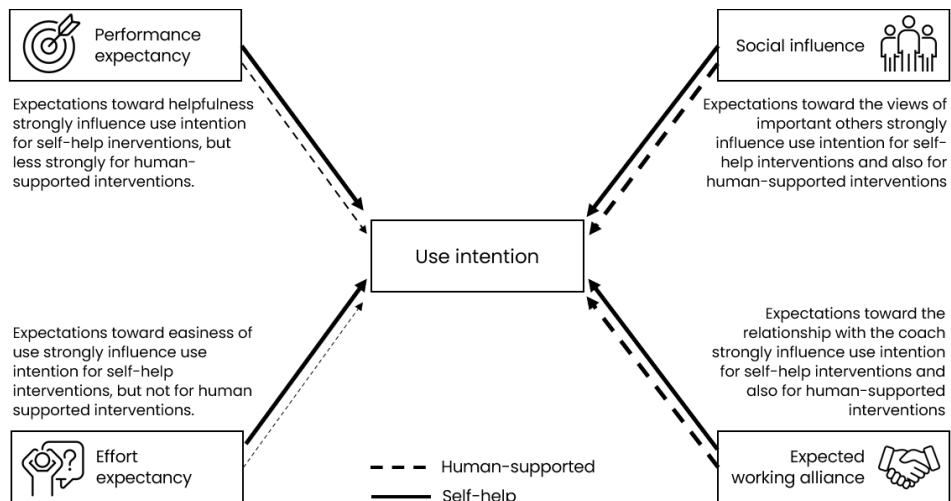 Performance
expectancy
Expectations toward helpfulness
strongly influence use intention
for self-help inerventions, but
less strongly for human-
supported interventions.
Social influence
Expectations toward the views of
important others strongly
influence use intention for self-
help interventions and also for
human-supported interventions
Use intention
Expectations toward easiness of
use strongly influence use
intention for self-help
interventions, but not for human
supported interventions.
Effort
expectancy
Expectations toward the
relationship with the coach
strongly influence use intention
for self-help interventions and
also for human-supported
interventions
Expected
working alliance
Human-supported
Self-help